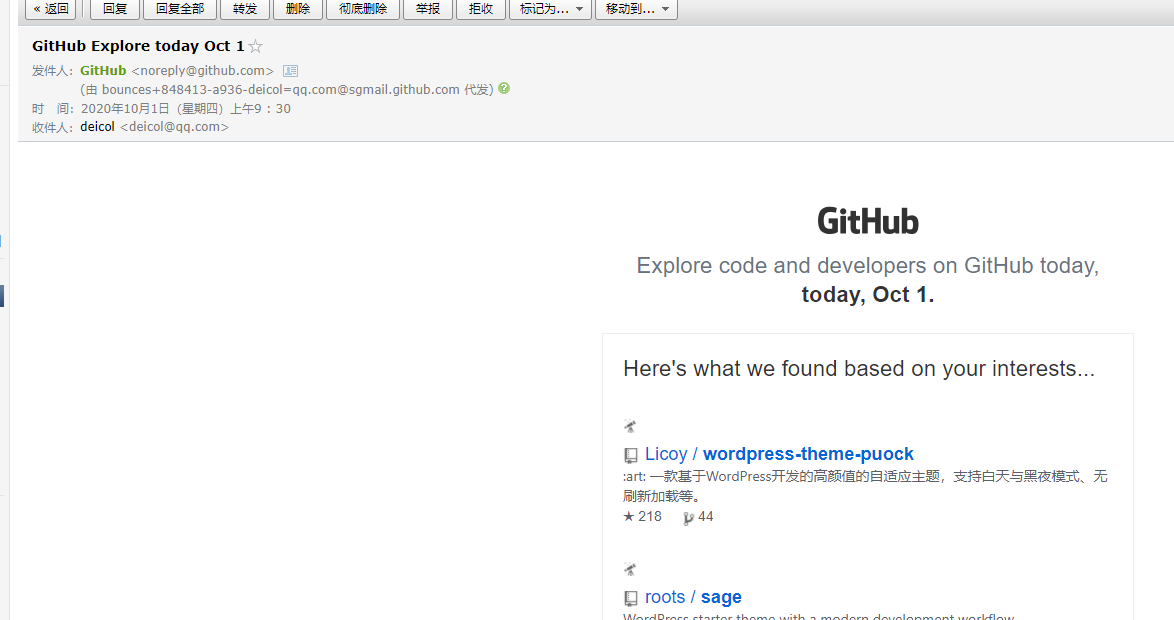 « 返回 回复 回复全部 转发 删除 彻底删除 举报 拒收 标记为... 移动到...
GitHub Explore today Oct 1
发件人： GitHub <noreply@github.com>
(由 bounces+848413-a936-deicol=qq.com@sgmail.github.com 代发)
时 间： 2020年10月1日（星期四）上午9：30
收件人： deicol <deicol@qq.com>
GitHub
Explore code and developers on GitHub today,
today, Oct 1.
Here's what we found based on your interests...
Licoy / wordpress-theme-puock
:art: 一款基于WordPress开发的高颜值的自适应主题，支持白天与黑夜模式、无
刷新加载等。
★ 218 44
roots / sage
WordPress starter theme with a modern development workflow